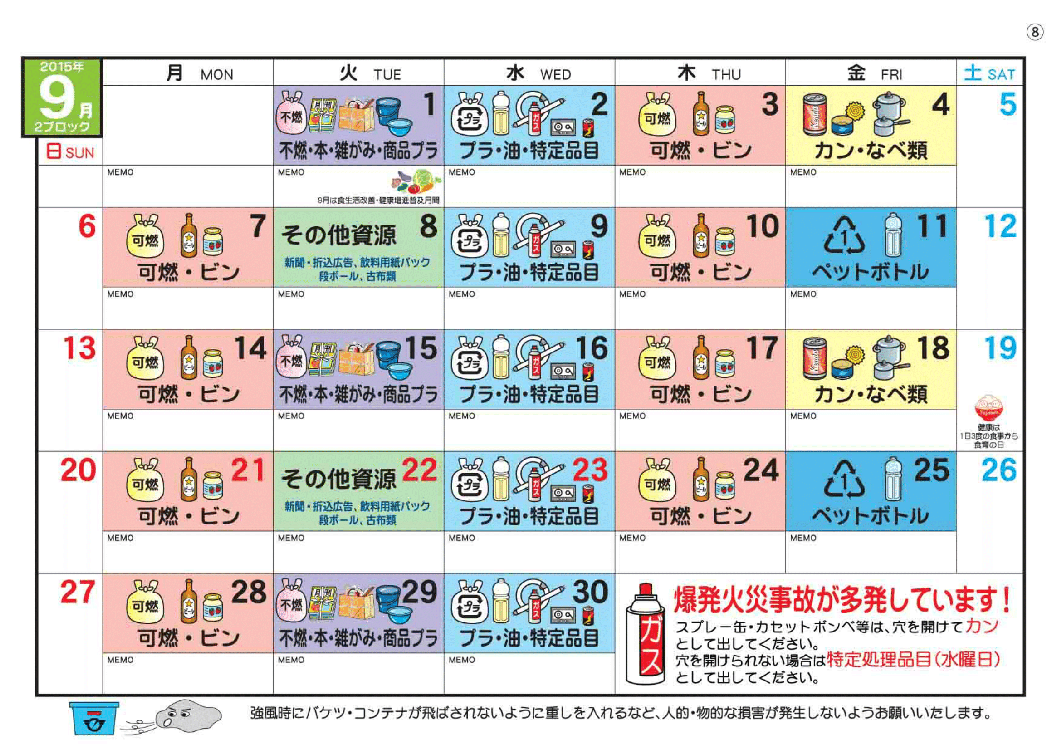 ⑧
2015年
9月
2ブロック
日 SUN
月 MON
火 TUE
水 WED
木 THU
金 FRI
土 SAT
不燃 1
不燃・本・雑がみ・商品プラ
プラ ガス 2
プラ・油・特定品目
可燃 3
可燃・ビン
4
カン・なべ類
5
MEMO
MEMO
9月は食生活改善・健康増進普及月間
MEMO
MEMO
MEMO
6
可燃 7
可燃・ビン
その他資源 8
新聞・折込広告、飲料用紙パック
段ボール、古布類
プラ ガス 9
プラ・油・特定品目
可燃 10
可燃・ビン
1 11
ペットボトル
12
MEMO
MEMO
MEMO
MEMO
MEMO
13
可燃 14
可燃・ビン
不燃 15
不燃・本・雑がみ・商品プラ
プラ ガス 16
プラ・油・特定品目
可燃 17
可燃・ビン
18
カン・なべ類
19
健康は
1日3度の食事から
食育の日
MEMO
MEMO
MEMO
MEMO
MEMO
20
可燃 21
可燃・ビン
その他資源 22
新聞・折込広告、飲料用紙パック
段ボール、古布類
プラ ガス 23
プラ・油・特定品目
可燃 24
可燃・ビン
1 25
ペットボトル
26
MEMO
MEMO
MEMO
MEMO
MEMO
27
可燃 28
可燃・ビン
不燃 29
不燃・本・雑がみ・商品プラ
プラ ガス 30
プラ・油・特定品目
MEMO
MEMO
MEMO
ガス
爆発火災事故が多発しています！
スプレー缶・カセットボンベ等は、穴を開けてカン
として出してください。
穴を開けられない場合は特定処理品目（水曜日）
として出してください。
強風時にバケツ・コンテナが飛ばされないように重しを入れるなど、人的・物的な損害が発生しないようお願いいたします。